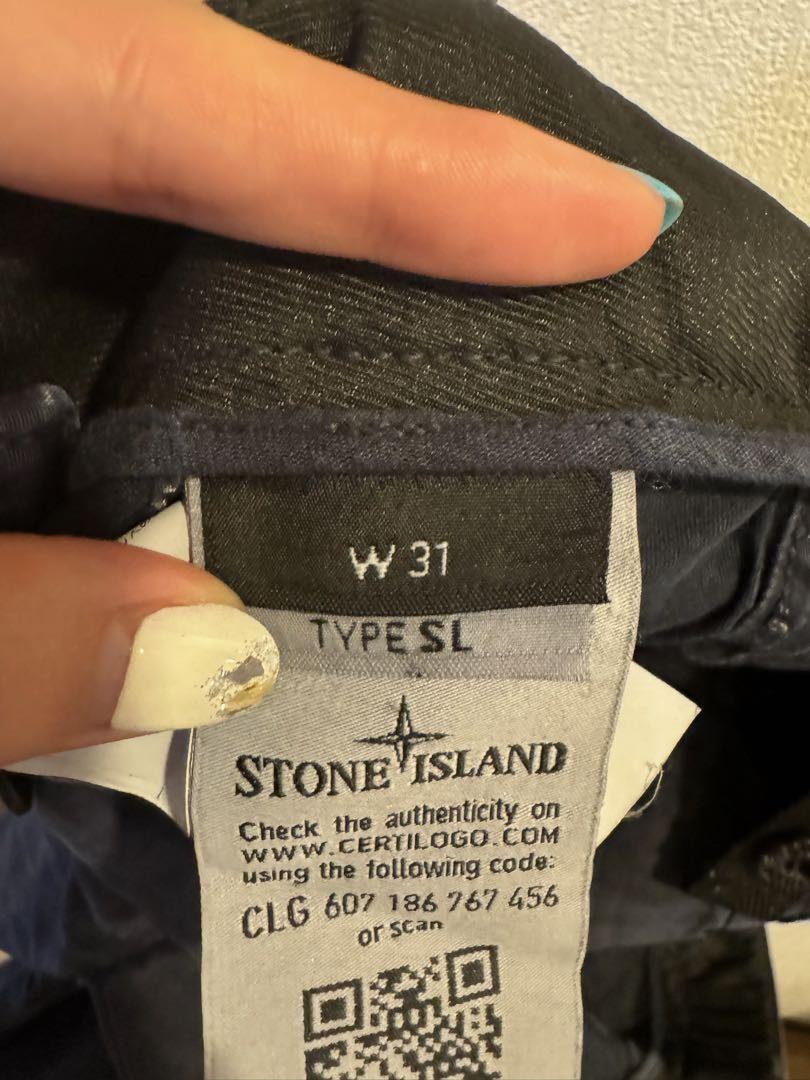 W 31
TYPE SL
STONE ISLAND
Check the authenticity on
WWW.CERTILOGO.COM
using the following code:
CLG 607 186 767 456
or scan